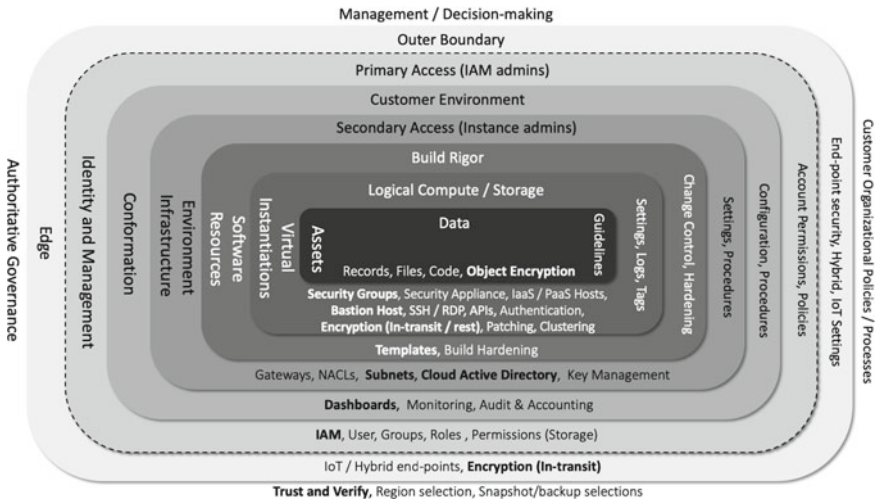 Management / Decision-making
Outer Boundary
Primary Access (IAM admins)
Customer Environment
Secondary Access (Instance admins)
Build Rigor
Logical Compute / Storage
Data
Authoritative Governance
Edge
Identity and Management
Conformation
Environment
Infrastructure
Software
Resources
Virtual
Instantiations
Assets
Guidelines
Settings, Logs, Tags
Change Control, Hardening
Settings, Procedures
Configuration, Procedures
Account Permissions, Policies
End-point security, Hybrid, IoT Settings
Customer Organizational Policies / Processes
Records, Files, Code, Object Encryption
Security Groups, Security Appliance, IaaS / PaaS Hosts,
Bastion Host, SSH / RDP, APIs, Authentication,
Encryption (In-transit / rest), Patching, Clustering
Templates, Build Hardening
Gateways, NACLs, Subnets, Cloud Active Directory, Key Management
Dashboards, Monitoring, Audit & Accounting
IAM, User, Groups, Roles , Permissions (Storage)
IoT / Hybrid end-points, Encryption (In-transit)
Trust and Verify, Region selection, Snapshot/backup selections